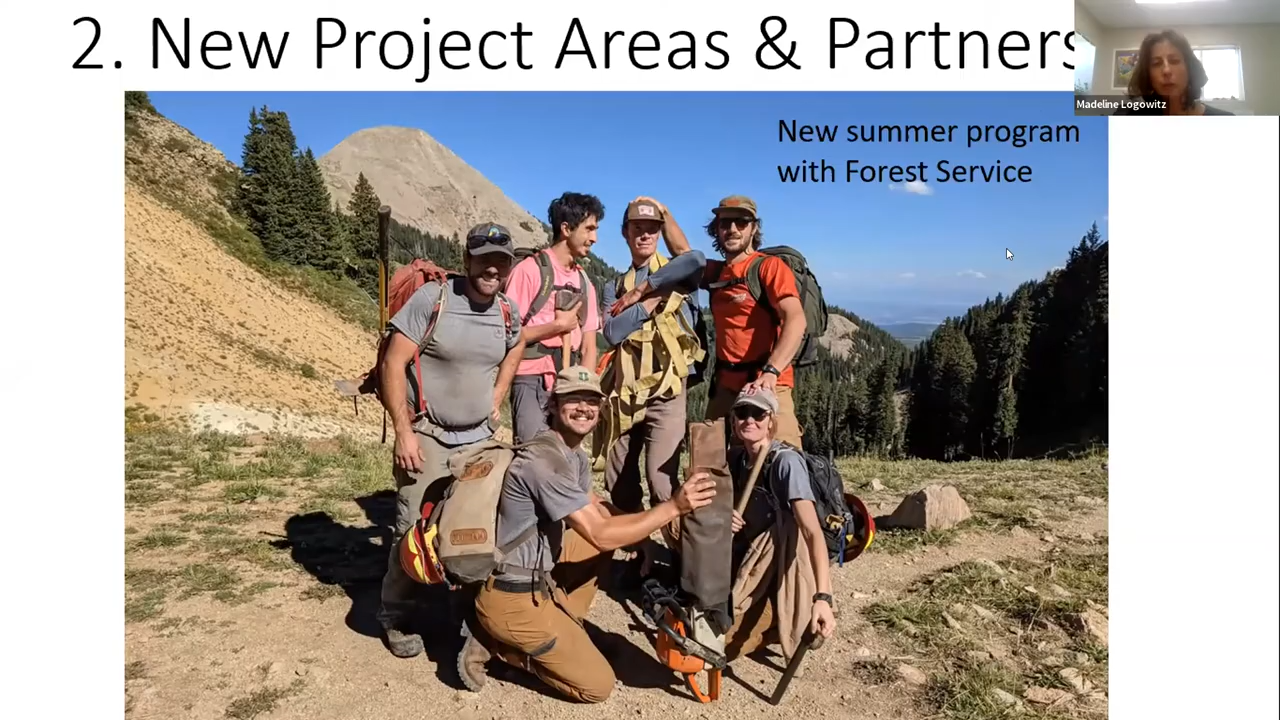 2. New Project Areas & Partners
Madeline Logowitz
New summer program
with Forest Service